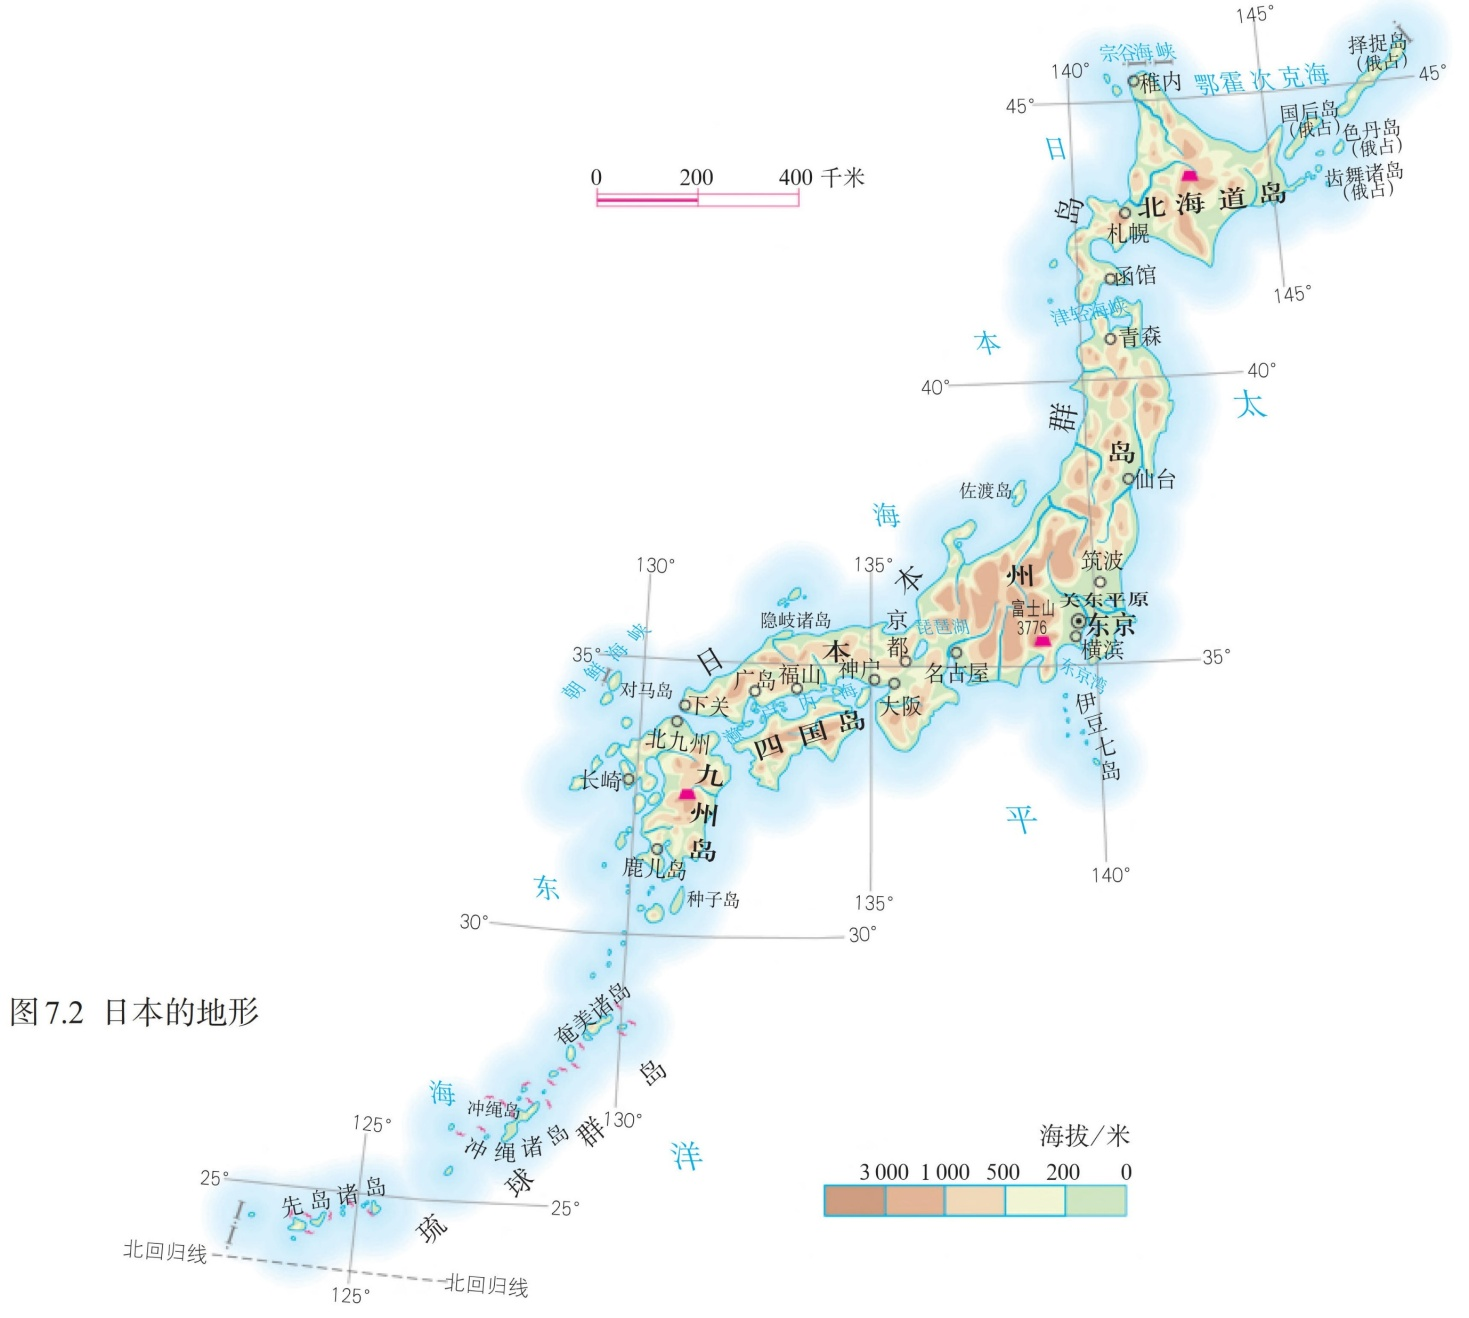 145°
择捉岛
(俄占)
宗谷海峡
140°
稚内
鄂霍次克海
45°
45°
国后岛
(俄占)
色丹岛
(俄占)
齿舞诸岛
(俄占)
日
0 200 400 千米
北海道岛
札幌
函馆
145°
津轻海峡
青森
本
40°
40°
太
岛
群
本
日
岛
仙台
佐渡岛
海
130°
135°
州
筑波
关东平原
富士山
3776
东京
横滨
隐岐诸岛
京都
琵琶湖
本
35°
35°
朝鲜海峡
对马岛
下关
广岛
福山
神户
名古屋
大阪
东京湾
伊豆七岛
瀬户内海
四国岛
北九州
长崎
九州岛
平
鹿儿岛
东
种子岛
140°
135°
30°
30°
图7.2 日本的地形
奄美诸岛
海
冲绳岛
冲绳诸岛
130°
琉球群岛
洋
125°
25°
25°
先岛诸岛
北回归线
北回归线
125°
海拔/米
3 000 1 000 500 200 0